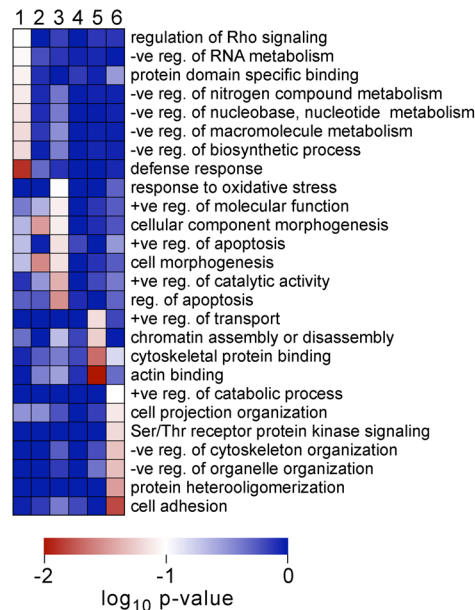 1 2 3 4 5 6
regulation of Rho signaling
-ve reg. of RNA metabolism
protein domain specific binding
-ve reg. of nitrogen compound metabolism
-ve reg. of nucleobase, nucleotide metabolism
-ve reg. of macromolecule metabolism
-ve reg. of biosynthetic process
defense response
response to oxidative stress
+ve reg. of molecular function
cellular component morphogenesis
+ve reg. of apoptosis
cell morphogenesis
+ve reg. of catalytic activity
reg. of apoptosis
+ve reg. of transport
chromatin assembly or disassembly
cytoskeletal protein binding
actin binding
+ve reg. of catabolic process
cell projection organization
Ser/Thr receptor protein kinase signaling
-ve reg. of cytoskeleton organization
-ve reg. of organelle organization
protein heterooligomerization
cell adhesion
-2 -1 0
log10 p-value